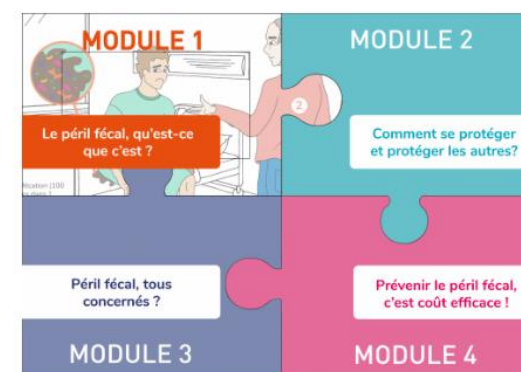 MODULE 1
Le péril fécal, qu'est-ce
que c'est ?
2
MODULE 2
Comment se protéger
et protéger les autres?
Péril fécal, tous
concernés ?
MODULE 3
Prévenir le péril fécal,
c'est coût efficace !
MODULE 4